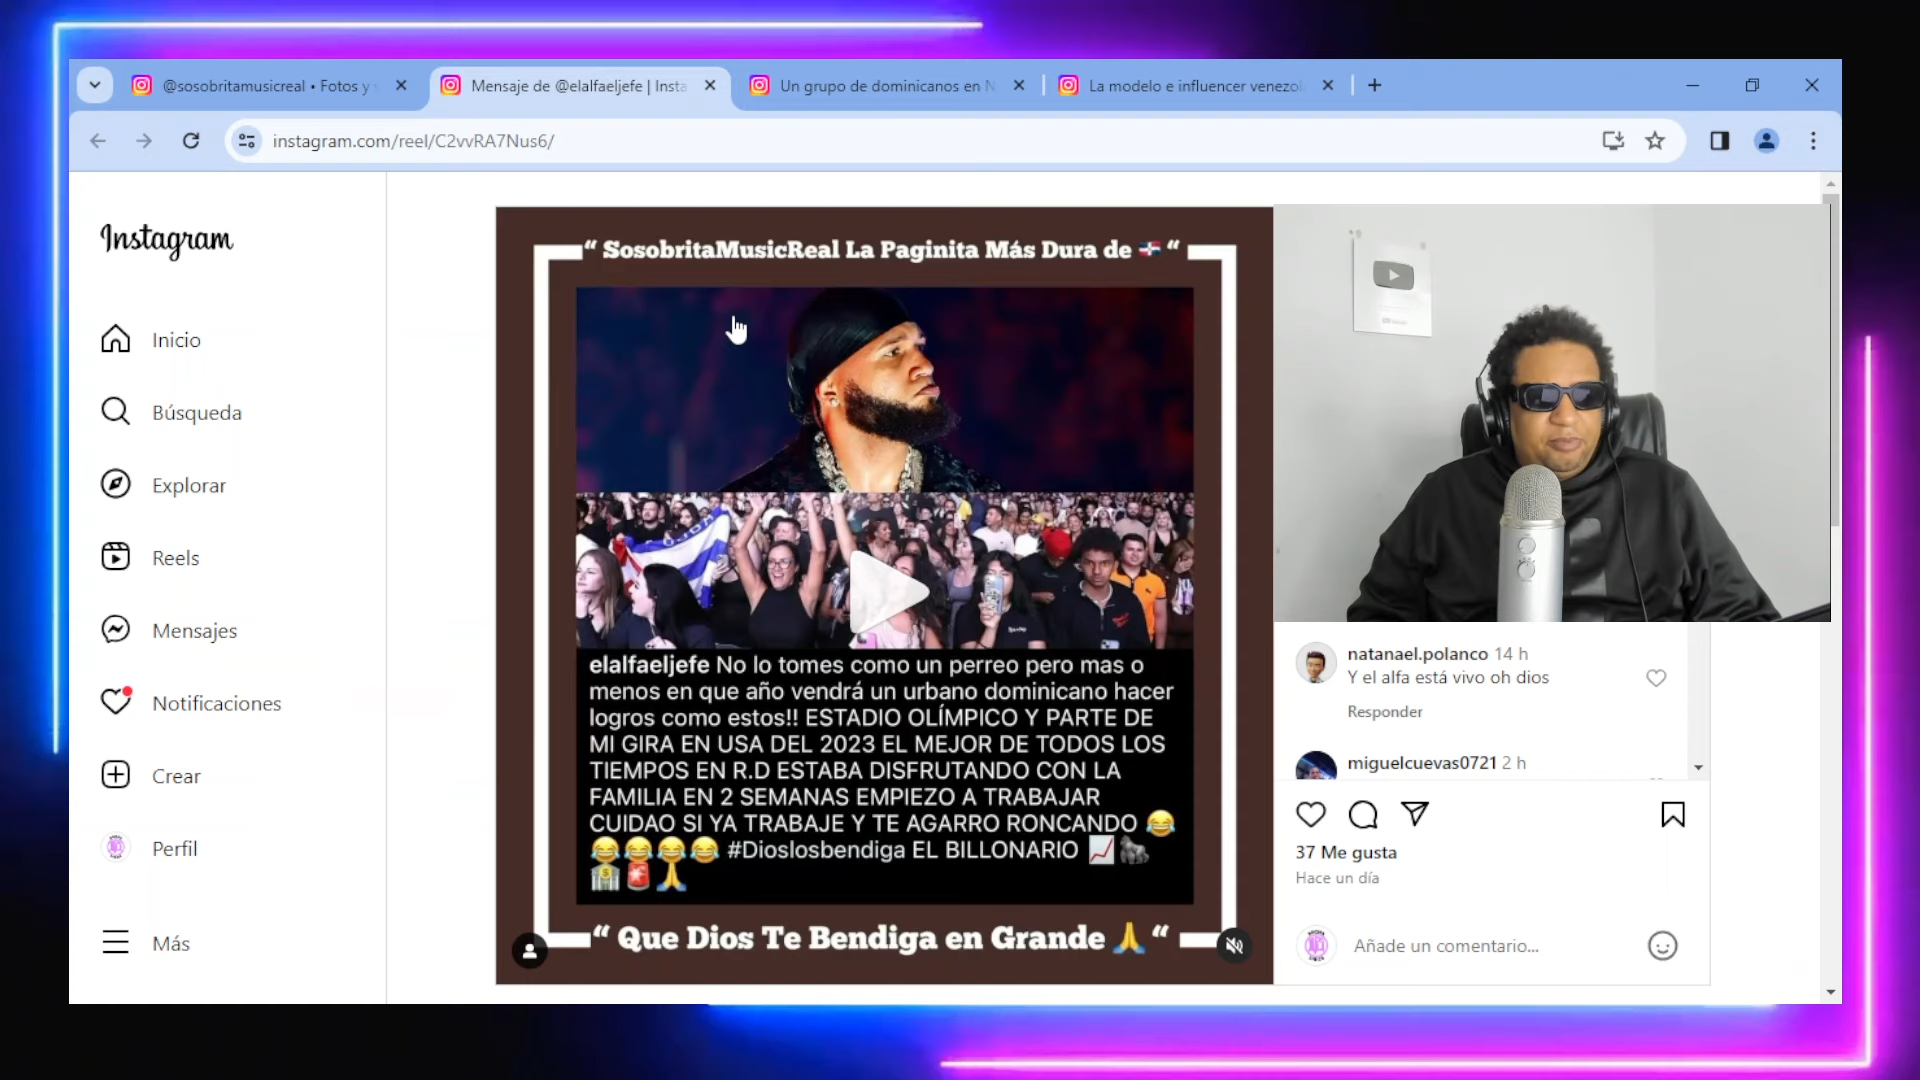 @sosobritamusicreal • Fotos y
Mensaje de @elalfaeljefe | Insta
Un grupo de dominicanos en N
La modelo e influencer venezol
instagram.com/reel/C2vvRA7Nus6/
Instagram
Inicio
Búsqueda
Explorar
Reels
Mensajes
Notificaciones
Crear
Perfil
Más
“ SosobritaMusicReal La Paginita Más Dura de 🇩🇴 “
elalfaeljefe No lo tomes como un perreo pero mas o
menos en que año vendrá un urbano dominicano hacer
logros como estos!! ESTADIO OLÍMPICO Y PARTE DE
MI GIRA EN USA DEL 2023 EL MEJOR DE TODOS LOS
TIEMPOS EN R.D ESTABA DISFRUTANDO CON LA
FAMILIA EN 2 SEMANAS EMPIEZO A TRABAJAR
CUIDAO SI YA TRABAJE Y TE AGARRO RONCANDO 😂
😂😂😂😂 #Dioslosbendiga EL BILLONARIO 📈🦍
🏦🚨🙏
“ Que Dios Te Bendiga en Grande 🙏 “
natanael.polanco 14 h
Y el alfa está vivo oh dios
Responder
miguelcuevas0721 2 h
37 Me gusta
Hace un día
Añade un comentario...